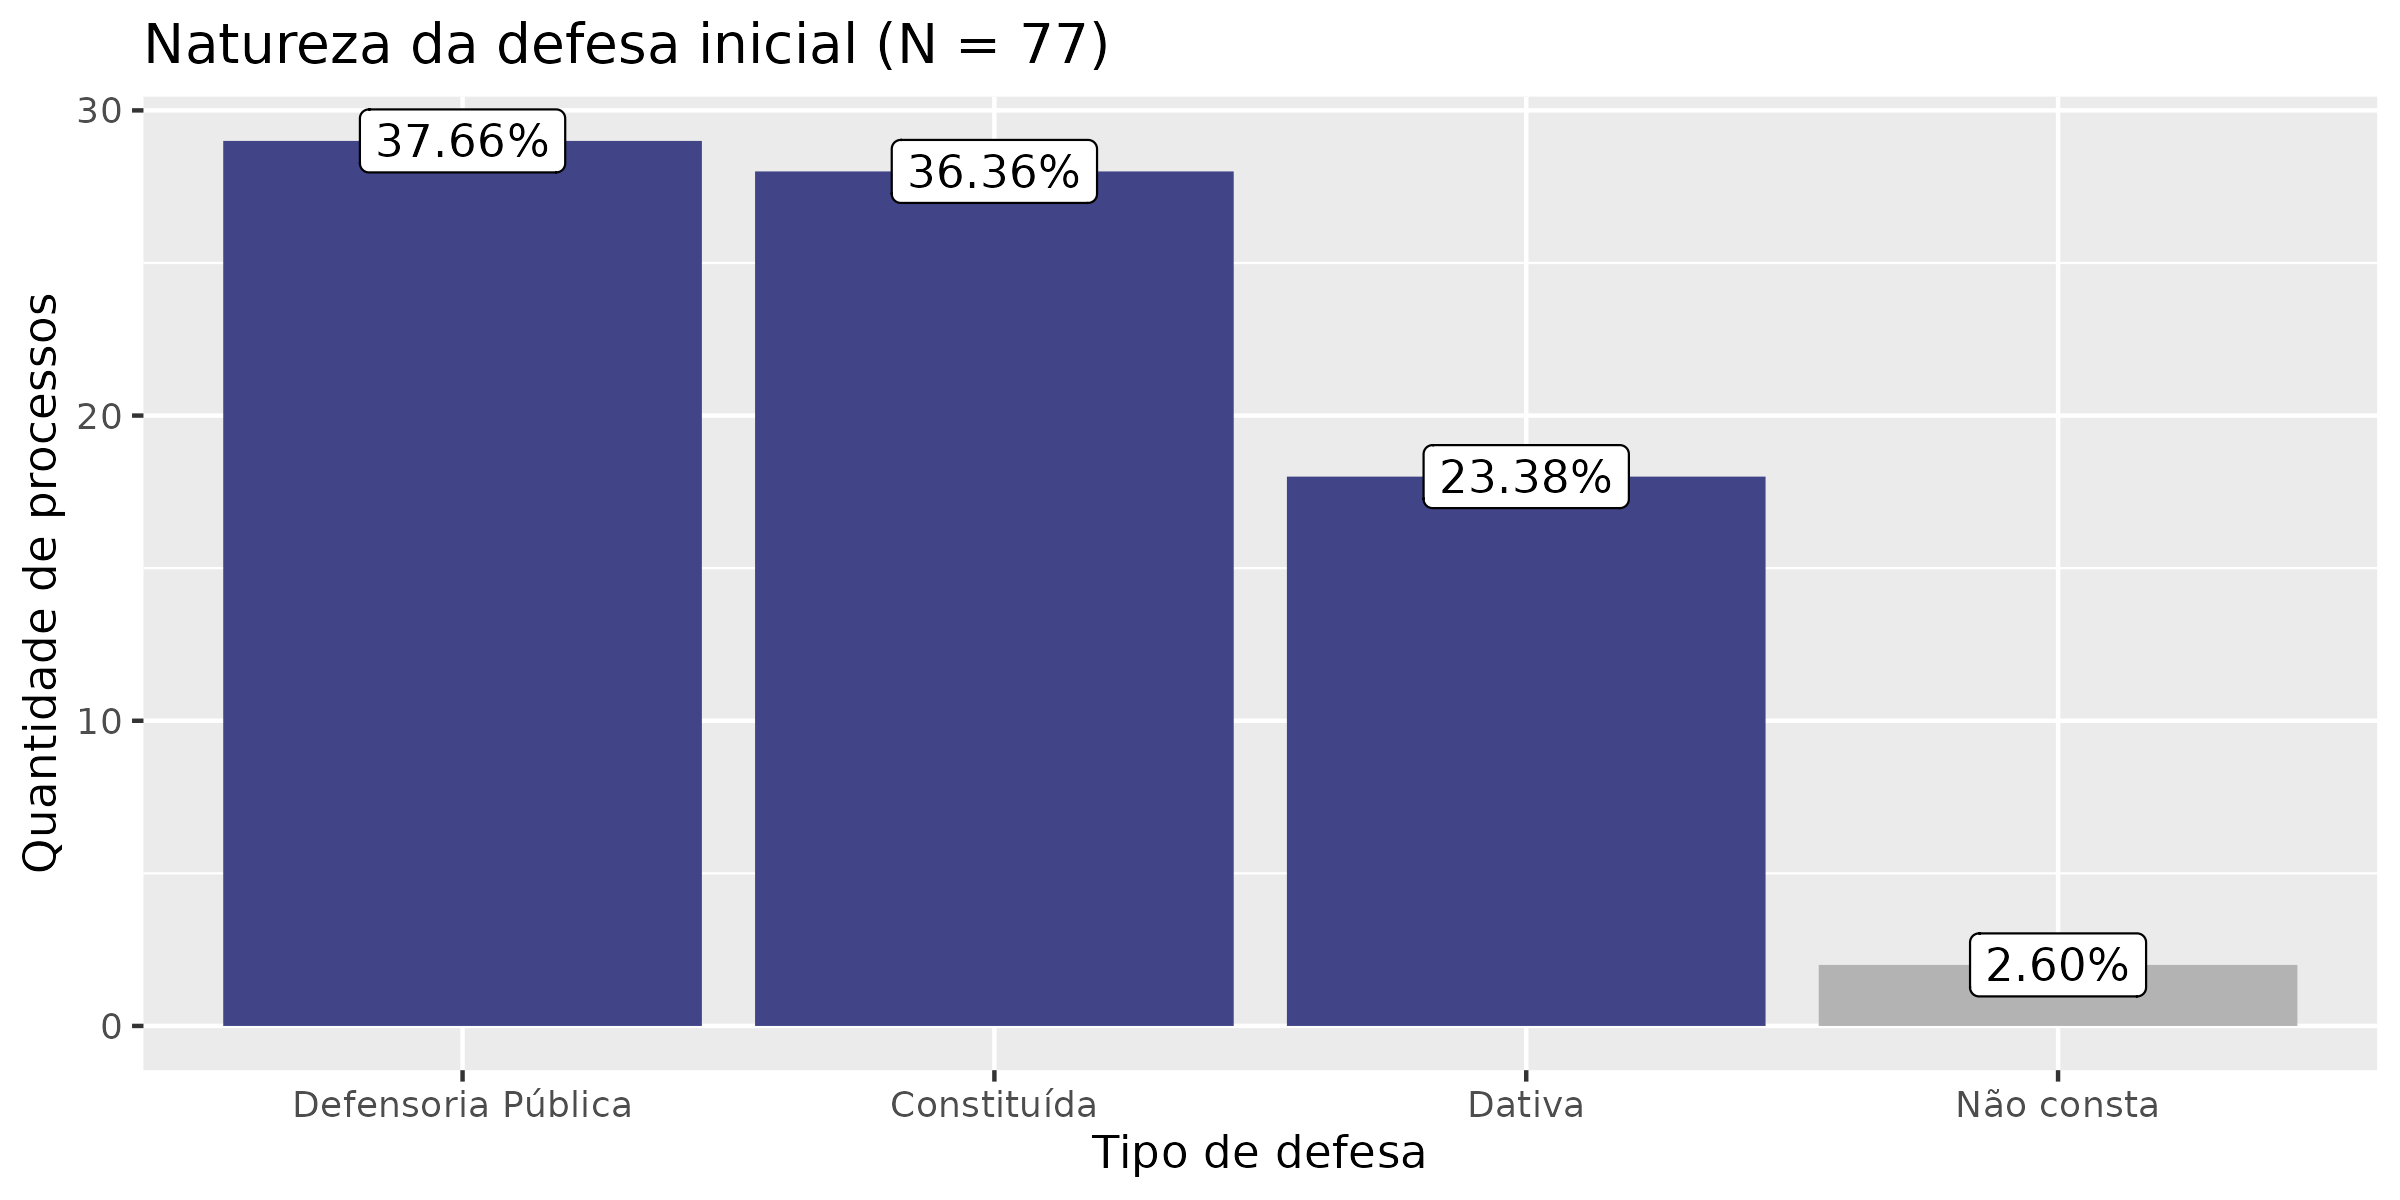 Natureza da defesa inicial (N = 77)
Quantidade de processos
30
20
10
0
37.66%
36.36%
23.38%
2.60%
Defensoria Pública
Constituída
Dativa
Não consta
Tipo de defesa